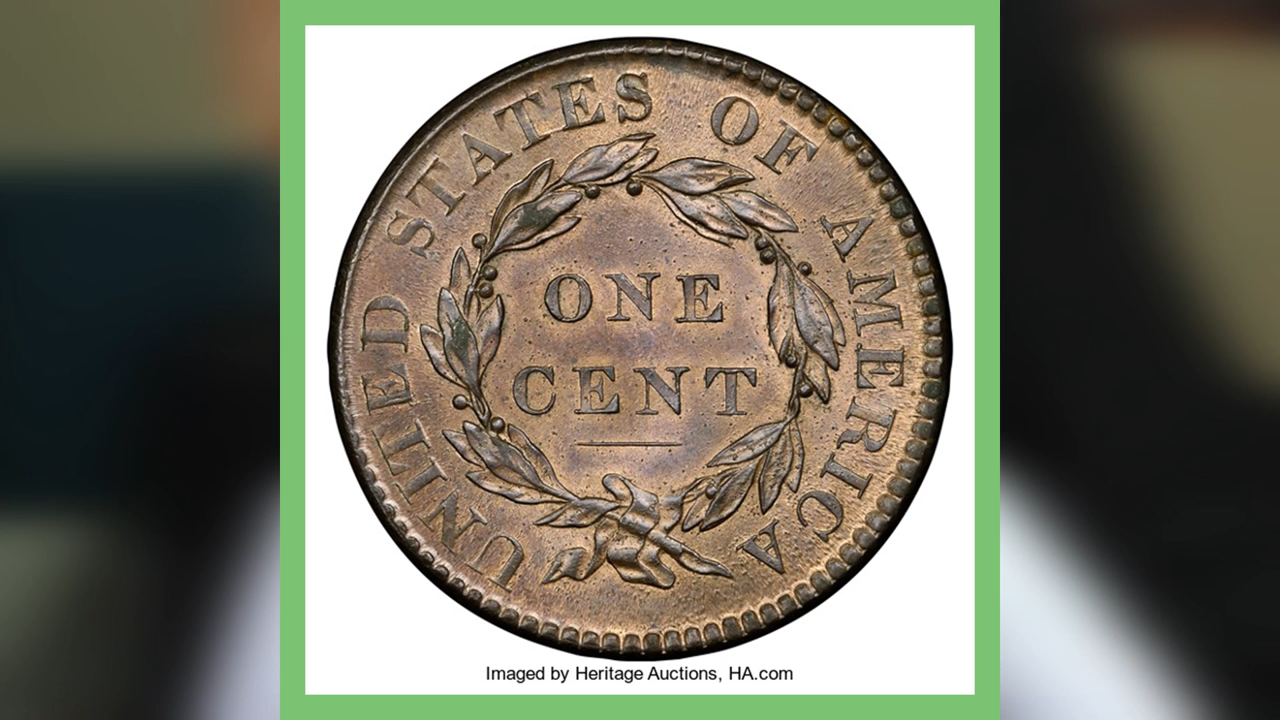 UNITED STATES OF AMERICA
ONE
CENT
Imaged by Heritage Auctions, HA.com